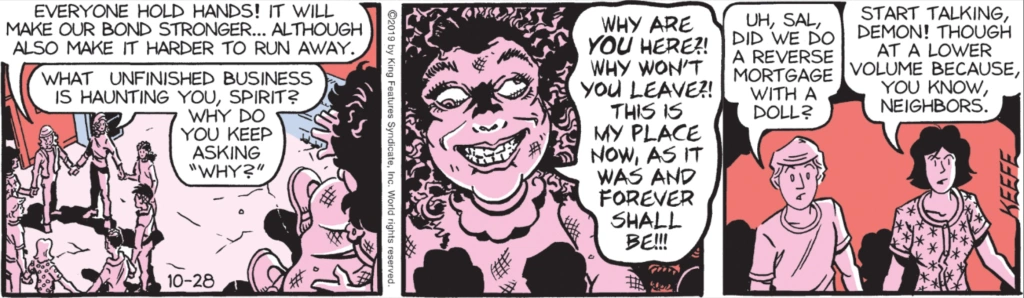 EVERYONE HOLD HANDS! IT WILL
MAKE OUR BOND STRONGER... ALTHOUGH
ALSO MAKE IT HARDER TO RUN AWAY.
WHAT UNFINISHED BUSINESS
IS HAUNTING YOU, SPIRIT?
WHY DO
YOU KEEP
ASKING
"WHY?"
10-28
©2019 by King Features Syndicate, Inc. World rights reserved.
WHY ARE
YOU HERE?!
WHY WON'T
YOU LEAVE?!
THIS IS
MY PLACE
NOW, AS IT
WAS AND
FOREVER
SHALL
BE!!!
UH, SAL,
DID WE DO
A REVERSE
MORTGAGE
WITH A
DOLL?
START TALKING,
DEMON! THOUGH
AT A LOWER
VOLUME BECAUSE,
YOU KNOW,
NEIGHBORS.
KEEFE